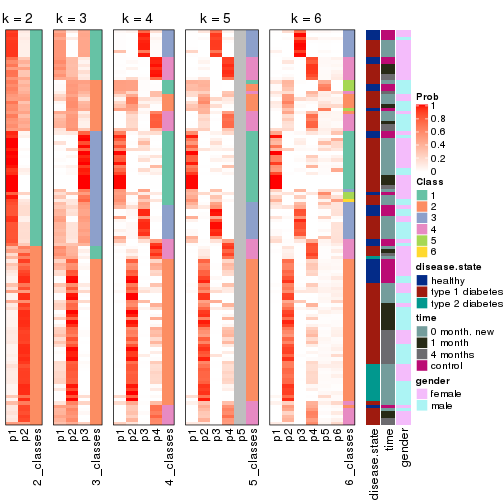 k = 2 k = 3 k = 4 k = 5 k = 6
Prob
1
0.8
0.6
0.4
0.2
0
Class
1
2
3
4
5
6
disease.state
healthy
type 1 diabetes
type 2 diabetes
time
0 month. new
1 month
4 months
control
gender
female
male
p1 p2 2_classes p1 p2 p3 3_classes p1 p2 p3 p4 4_classes p1 p2 p3 p4 p5 5_classes p1 p2 p3 p4 p5 p6 6_classes disease.state time gender